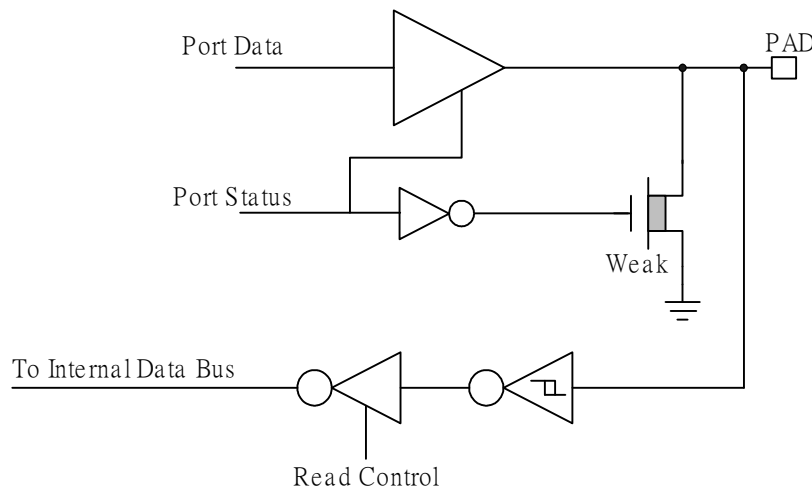 Port Data
PAD
Port Status
Weak
To Internal Data Bus
Read Control